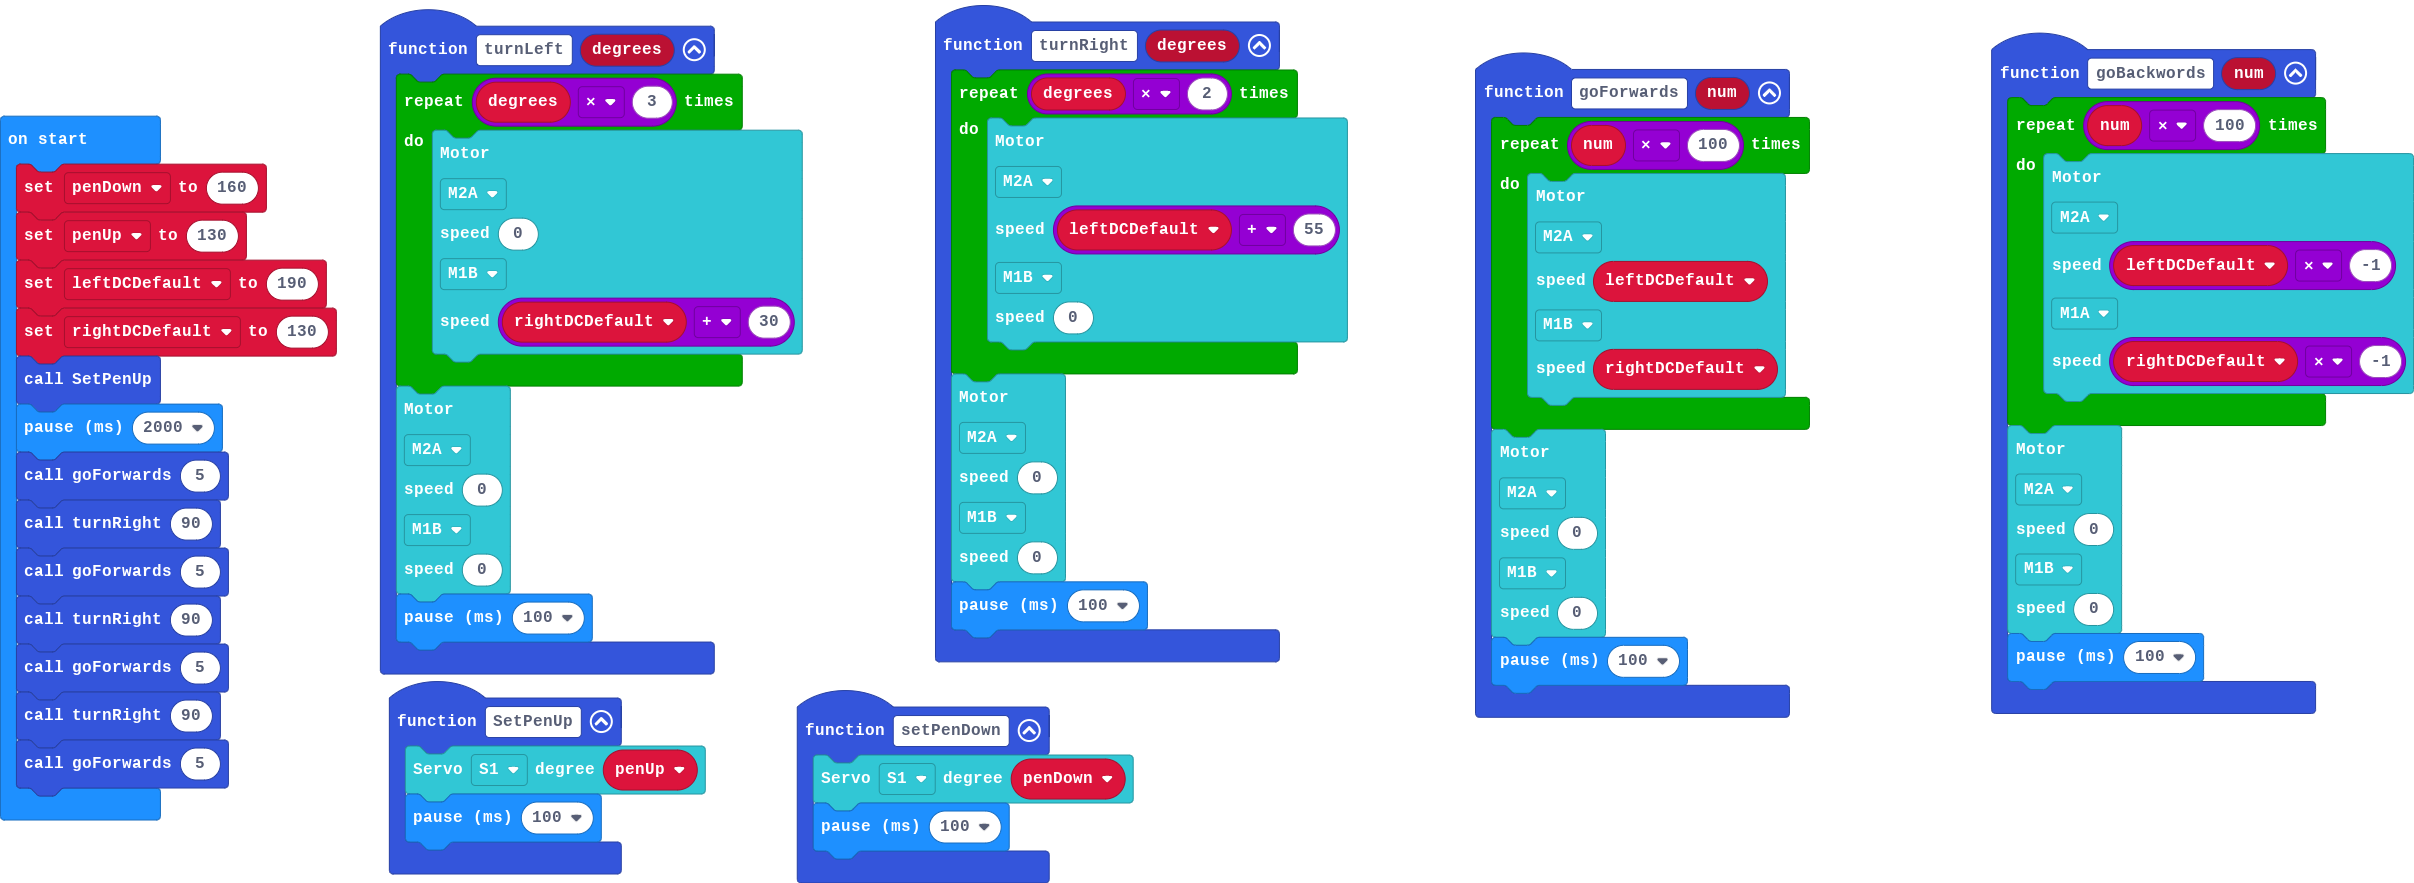 on start
set penDown to 160
set penUp to 130
set leftDCDefault to 190
set rightDCDefault to 130
call SetPenUp
pause (ms) 2000
call goForwards 5
call turnRight 90
call goForwards 5
call turnRight 90
call goForwards 5
call turnRight 90
call goForwards 5
function turnLeft degrees
repeat degrees × 3 times
do
Motor
M2A
speed 0
M1B
speed rightDCDefault + 30
Motor
M2A
speed 0
M1B
speed 0
pause (ms) 100
function SetPenUp
Servo S1 degree penUp
pause (ms) 100
function turnRight degrees
repeat degrees × 2 times
do
Motor
M2A
speed leftDCDefault + 55
M1B
speed 0
Motor
M2A
speed 0
M1B
speed 0
pause (ms) 100
function setPenDown
Servo S1 degree penDown
pause (ms) 100
function goForwards num
repeat num × 100 times
do
Motor
M2A
speed leftDCDefault
M1B
speed rightDCDefault
Motor
M2A
speed 0
M1B
speed 0
pause (ms) 100
function goBackwords num
repeat num × 100 times
do
Motor
M2A
speed leftDCDefault × -1
M1A
speed rightDCDefault × -1
Motor
M2A
speed 0
M1B
speed 0
pause (ms) 100